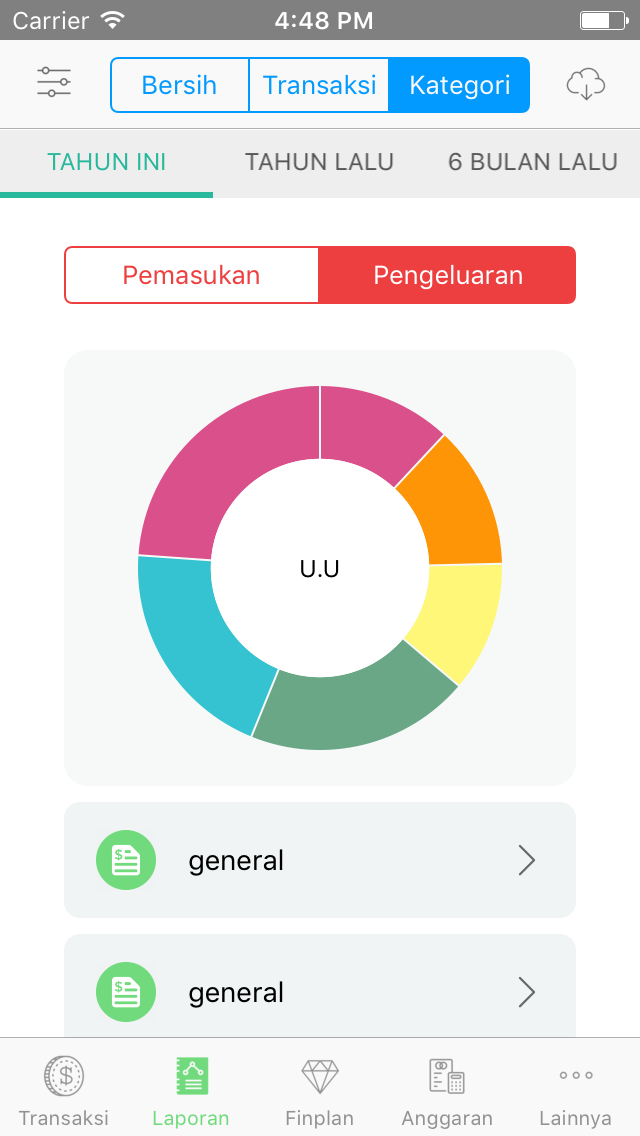 Carrier 4:48 PM
Bersih Transaksi Kategori
TAHUN INI TAHUN LALU 6 BULAN LALU
Pemasukan Pengeluaran
U.U
general
general
Transaksi Laporan Finplan Anggaran Lainnya